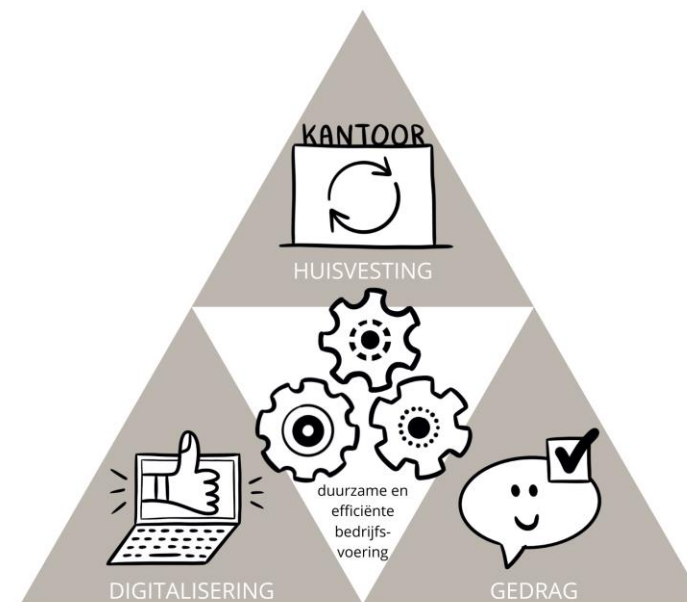 KANTOOR
HUISVESTING
duurzame en
efficiënte
bedrijfs-
voering
DIGITALISERING
GEDRAG